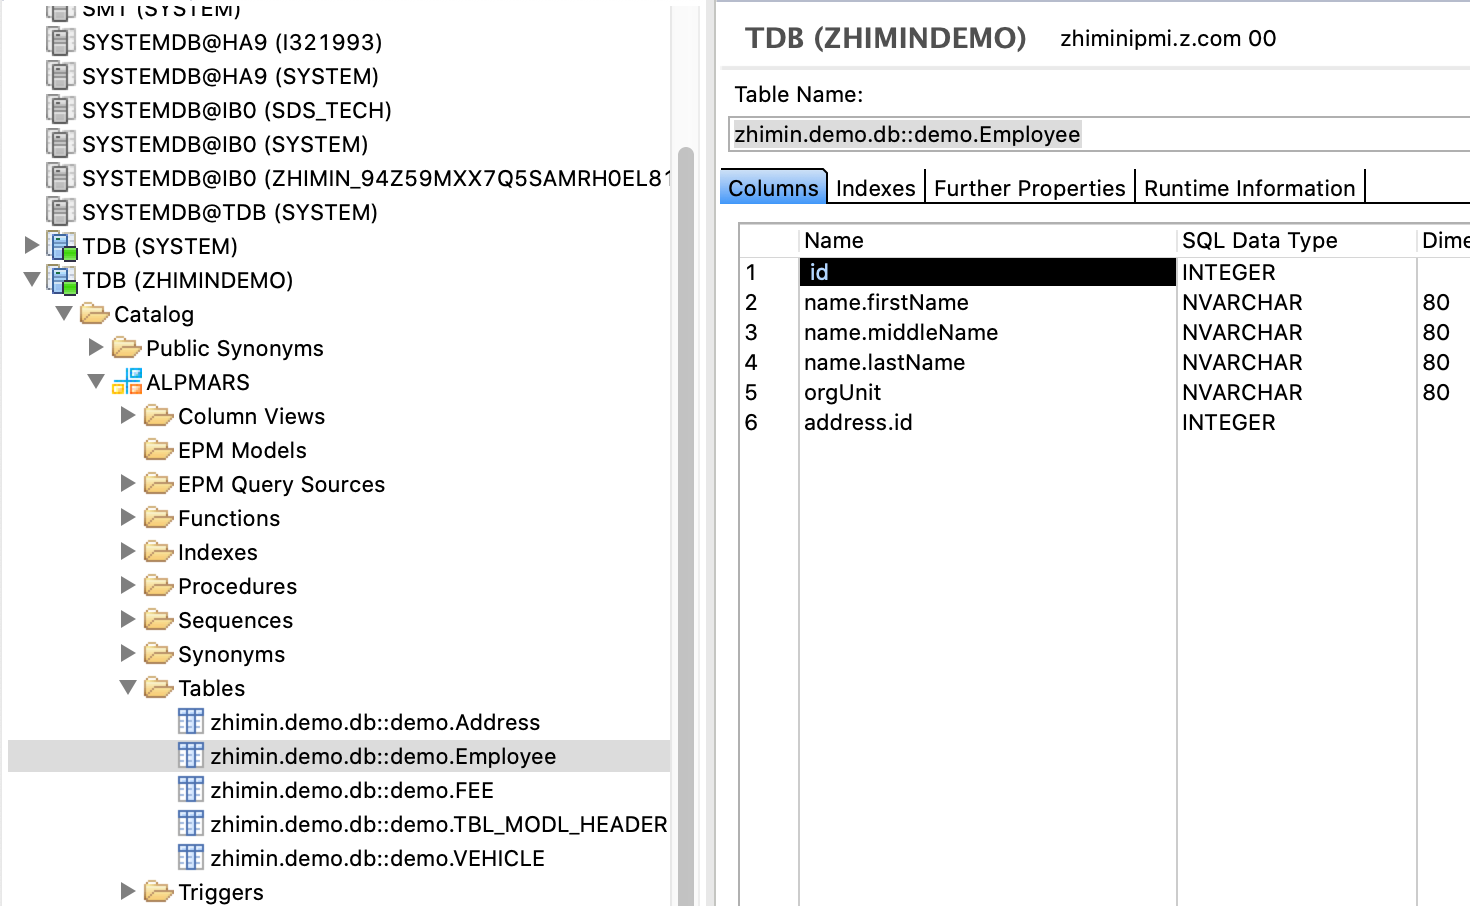 SMT (SYSTEM)
SYSTEMDB@HA9 (I321993)
SYSTEMDB@HA9 (SYSTEM)
SYSTEMDB@IB0 (SDS_TECH)
SYSTEMDB@IB0 (SYSTEM)
SYSTEMDB@IB0 (ZHIMIN_94Z59MXX7Q5SAMRH0EL81
SYSTEMDB@TDB (SYSTEM)
TDB (SYSTEM)
TDB (ZHIMINDEMO)
Catalog
Public Synonyms
ALPMARS
Column Views
EPM Models
EPM Query Sources
Functions
Indexes
Procedures
Sequences
Synonyms
Tables
zhimin.demo.db::demo.Address
zhimin.demo.db::demo.Employee
zhimin.demo.db::demo.FEE
zhimin.demo.db::demo.TBL_MODL_HEADER
zhimin.demo.db::demo.VEHICLE
Triggers
TDB (ZHIMINDEMO) zhiminipmi.z.com 00
Table Name:
zhimin.demo.db::demo.Employee
Columns Indexes Further Properties Runtime Information
Name SQL Data Type Dime
1 id INTEGER
2 name.firstName NVARCHAR 80
3 name.middleName NVARCHAR 80
4 name.lastName NVARCHAR 80
5 orgUnit NVARCHAR 80
6 address.id INTEGER